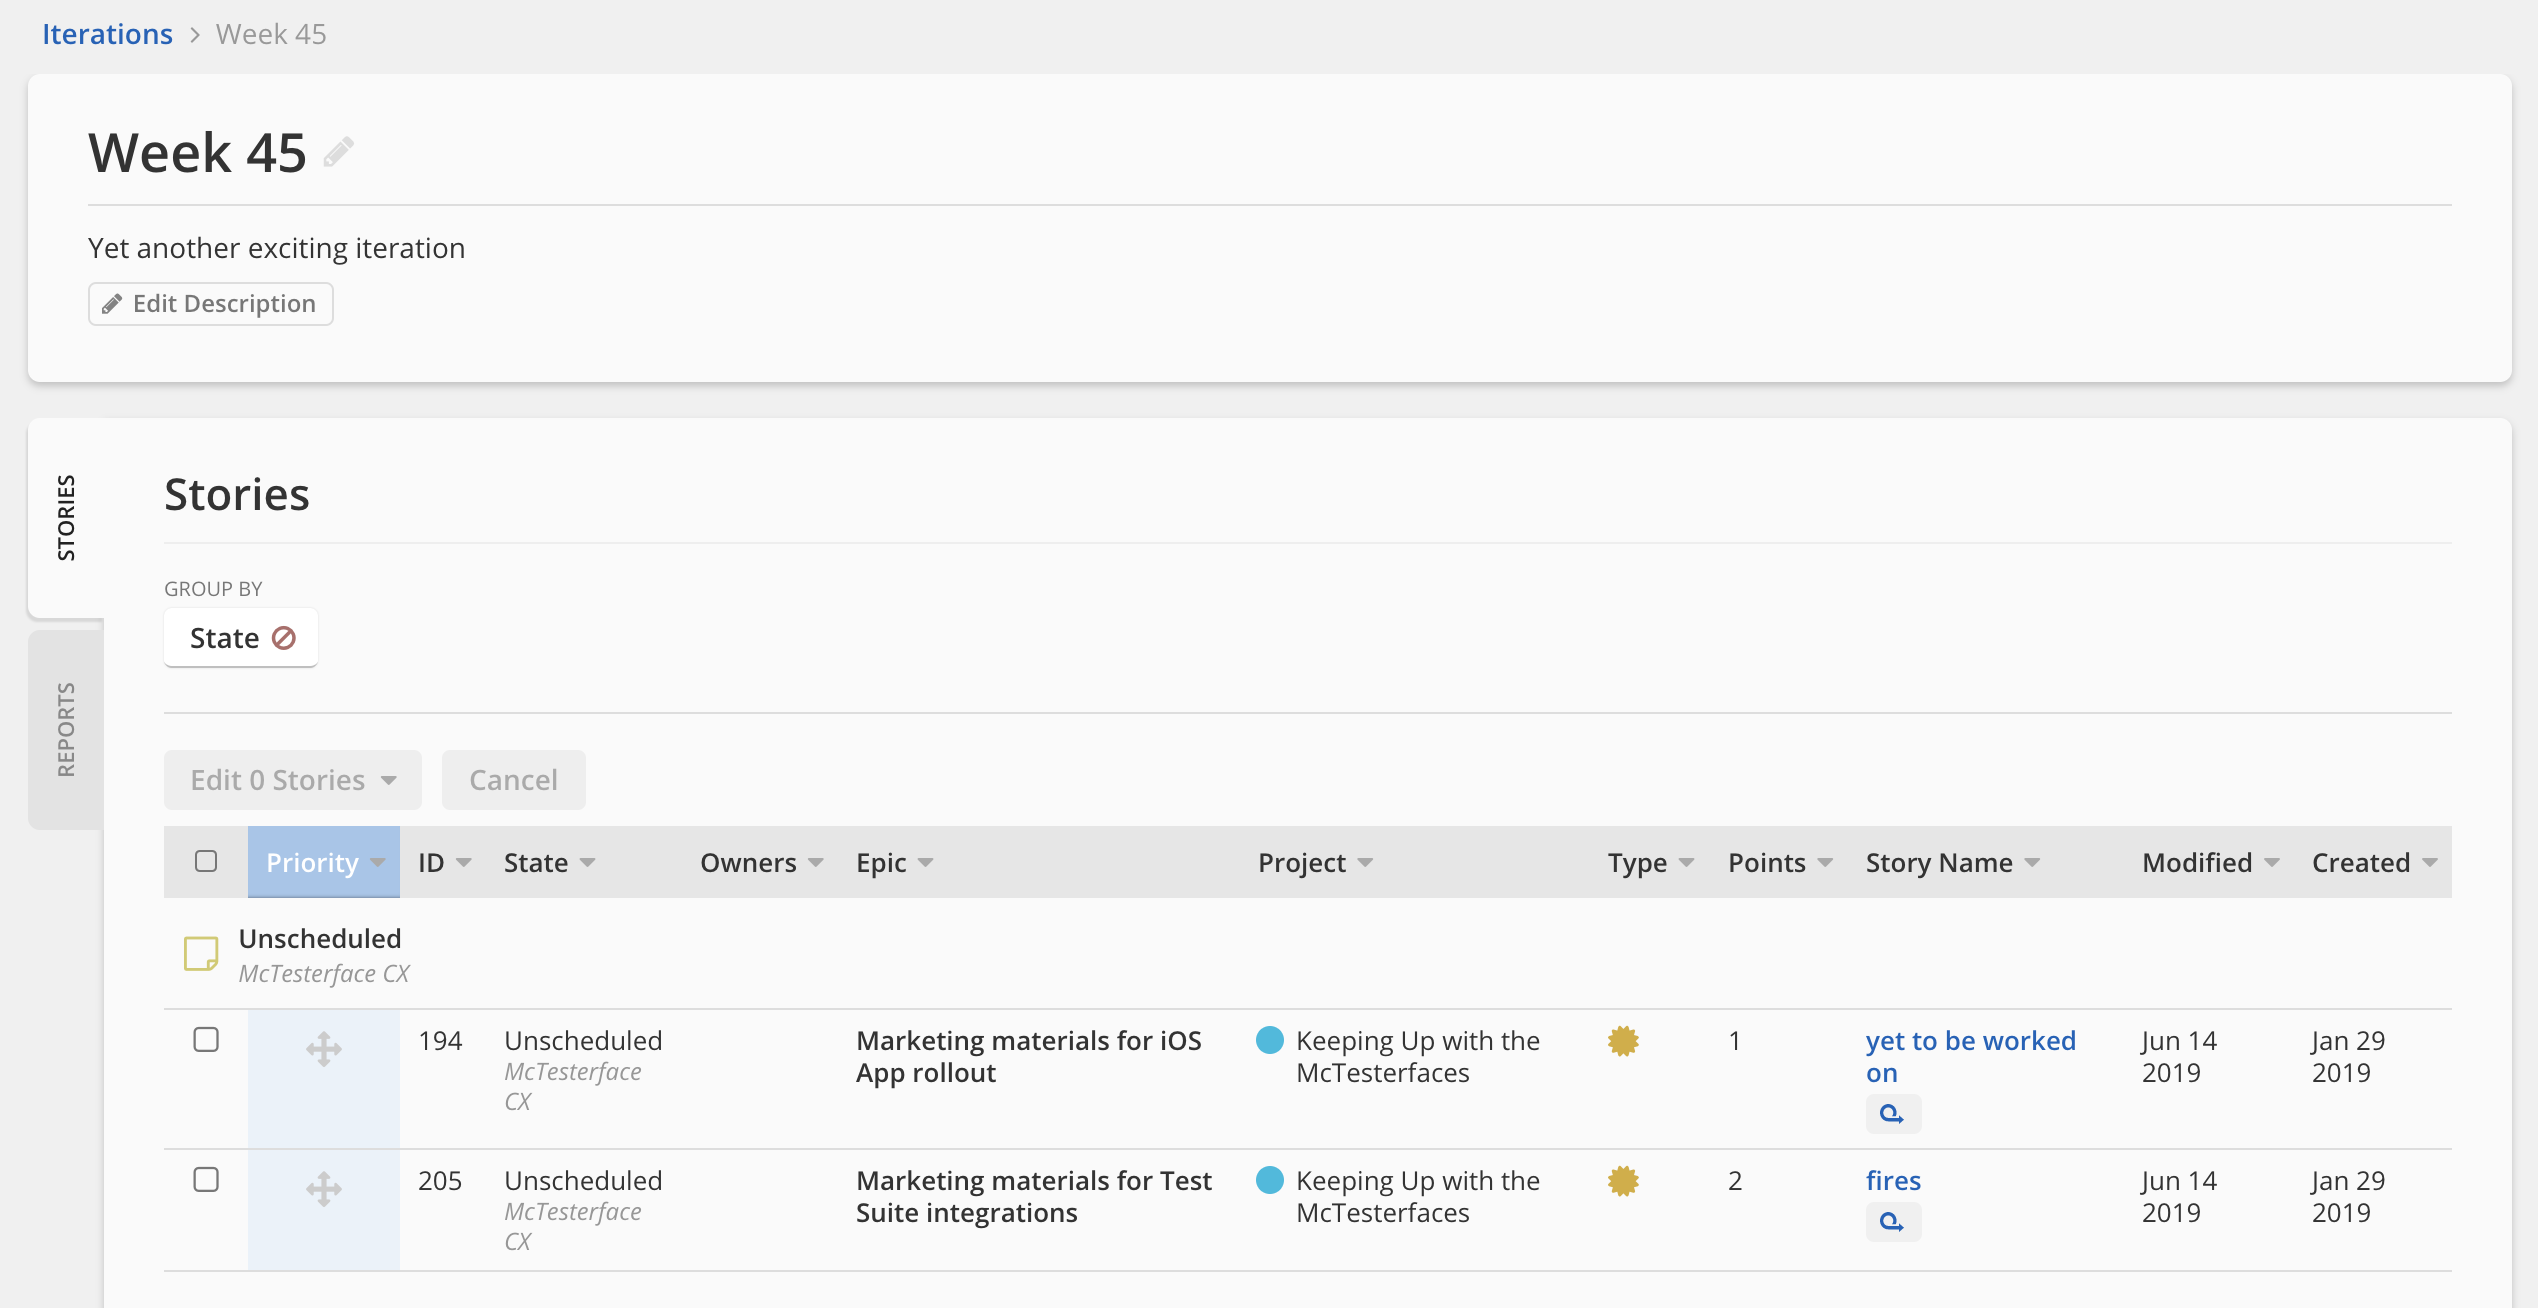 Iterations > Week 45
Week 45
Yet another exciting iteration
Edit Description
STORIES
REPORTS
Stories
GROUP BY
State
Edit 0 Stories
Cancel
Priority ID State Owners Epic Project Type Points Story Name Modified Created
Unscheduled
McTesterface CX
194 Unscheduled Marketing materials for iOS Keeping Up with the 1 yet to be worked Jun 14 Jan 29
McTesterface App rollout McTesterfaces on 2019 2019
CX
205 Unscheduled Marketing materials for Test Keeping Up with the 2 fires Jun 14 Jan 29
McTesterface Suite integrations McTesterfaces 2019 2019
CX